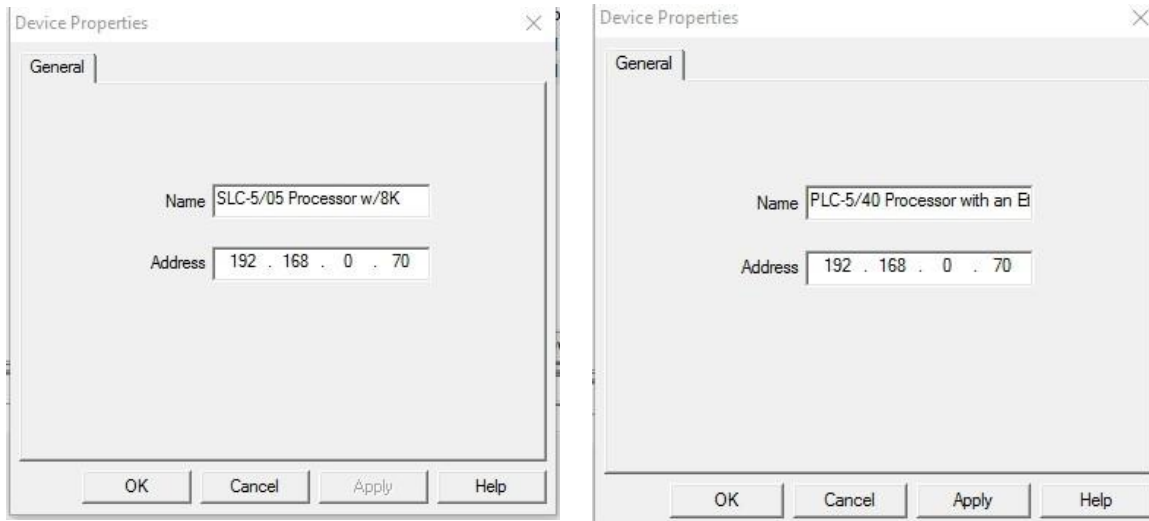 Device Properties
General
Name SLC-5/05 Processor w/8K
Address 192 . 168 . 0 . 70
OK Cancel Apply Help
Device Properties
General
Name PLC-5/40 Processor with an
Address 192 . 168 . 0 . 70
OK Cancel Apply Help